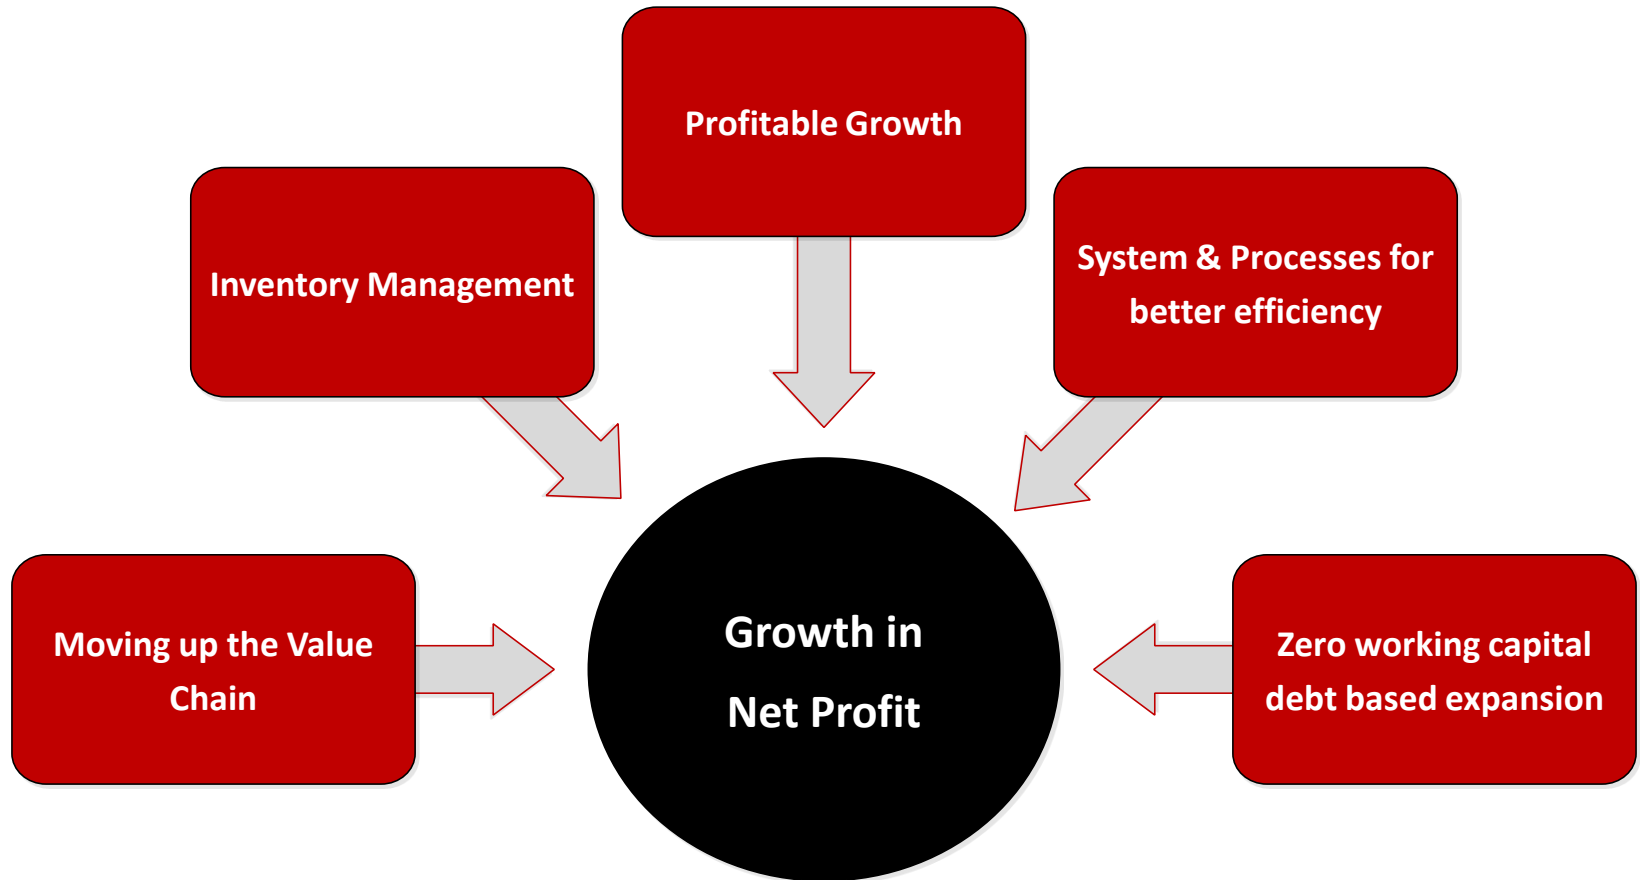 Profitable Growth
Inventory Management
System & Processes for
better efficiency
Moving up the Value
Chain
Growth in
Net Profit
Zero working capital
debt based expansion